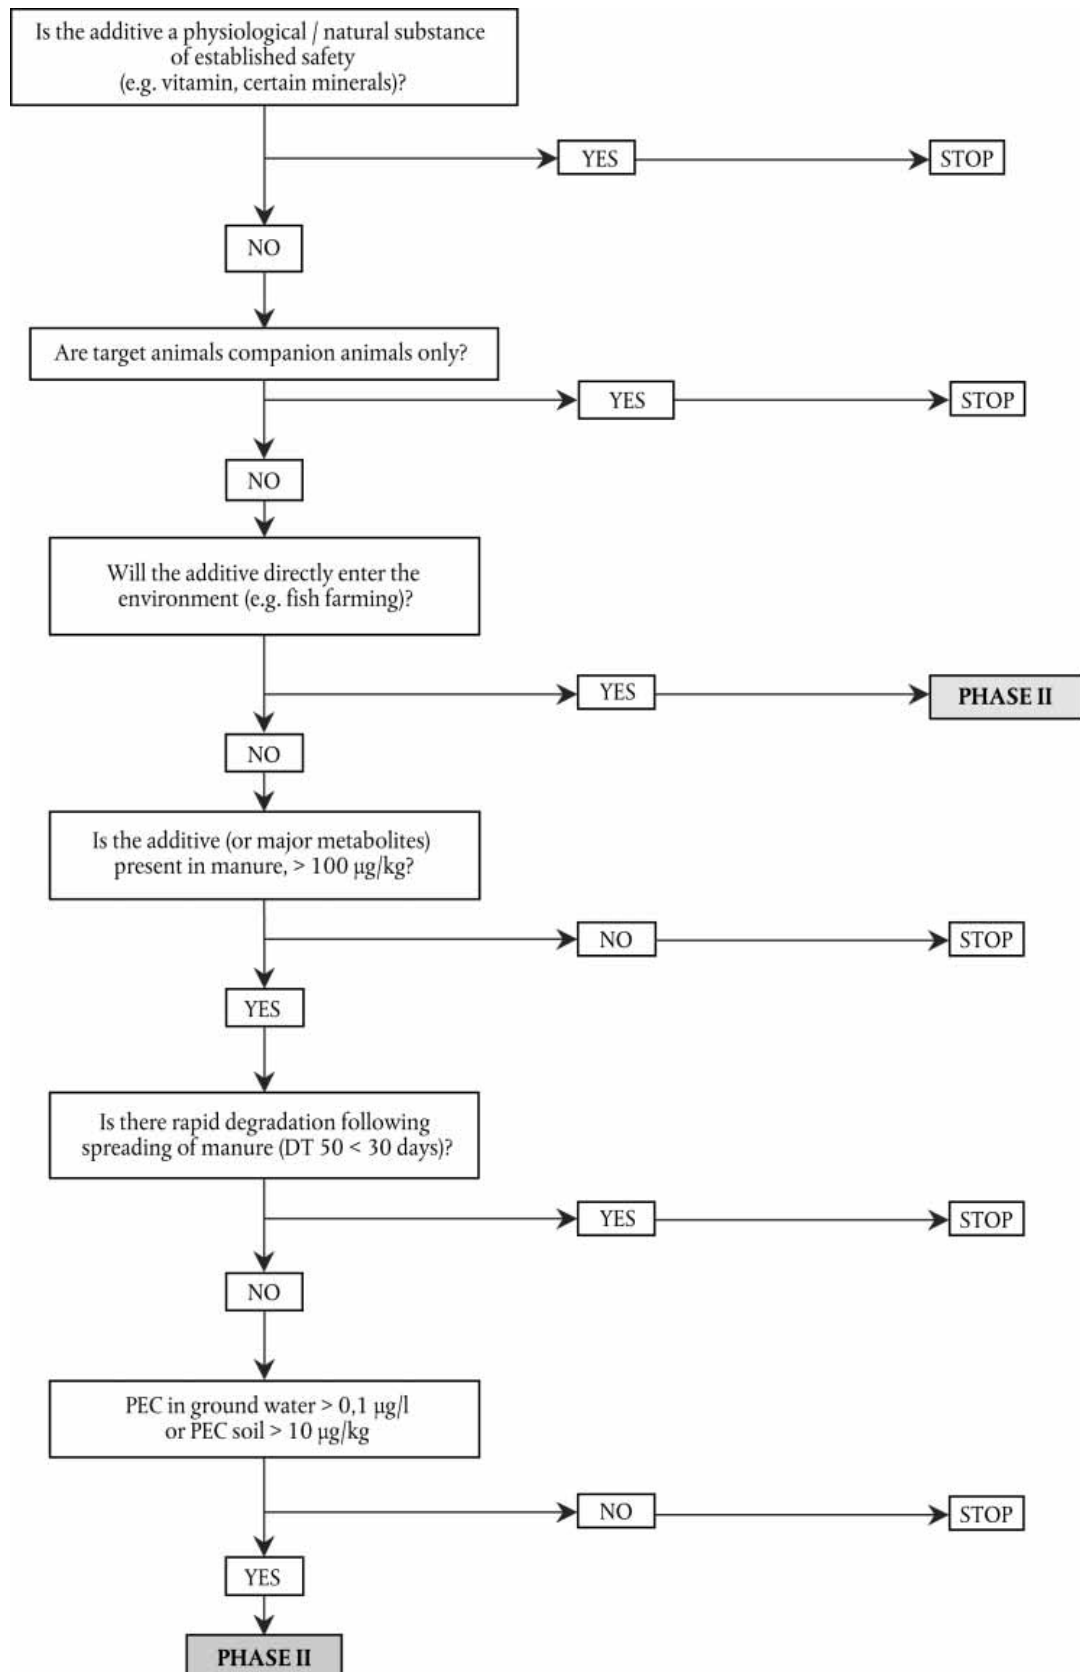 Is the additive a physiological / natural substance
of established safety
(e.g. vitamin, certain minerals)?
YES
STOP
NO
Are target animals companion animals only?
YES
STOP
NO
Will the additive directly enter the
environment (e.g. fish farming)?
YES
PHASE II
NO
Is the additive (or major metabolites)
present in manure, > 100 µg/kg?
NO
STOP
YES
Is there rapid degradation following
spreading of manure (DT 50 < 30 days)?
YES
STOP
NO
PEC in ground water > 0,1 µg/l
or PEC soil > 10 µg/kg
NO
STOP
YES
PHASE II